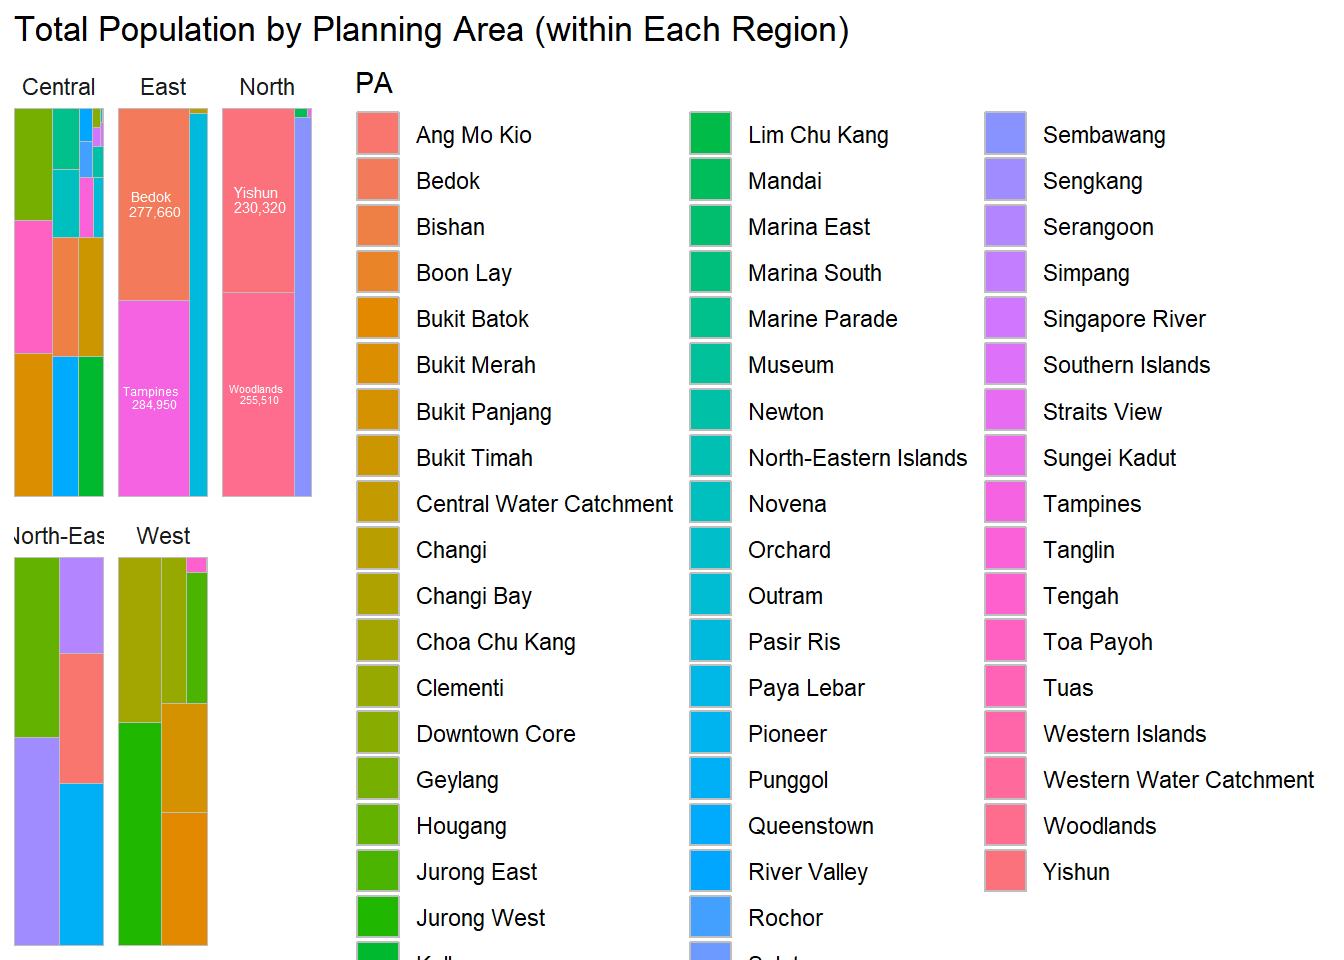 Total Population by Planning Area (within Each Region)
Central
East
North
Bedok
277,660
Tampines
284,950
Yishun
230,320
Woodlands
255,510
West
PA
Ang Mo Kio
Bedok
Bishan
Boon Lay
Bukit Batok
Bukit Merah
Bukit Panjang
Bukit Timah
Central Water Catchment
Changi
Changi Bay
Choa Chu Kang
Clementi
Downtown Core
Geylang
Hougang
Jurong East
Jurong West
Lim Chu Kang
Mandai
Marina East
Marina South
Marine Parade
Museum
Newton
North-Eastern Islands
Novena
Orchard
Outram
Pasir Ris
Paya Lebar
Pioneer
Punggol
Queenstown
River Valley
Rochor
Sembawang
Sengkang
Serangoon
Simpang
Singapore River
Southern Islands
Straits View
Sungei Kadut
Tampines
Tanglin
Tengah
Toa Payoh
Tuas
Western Islands
Western Water Catchment
Woodlands
Yishun